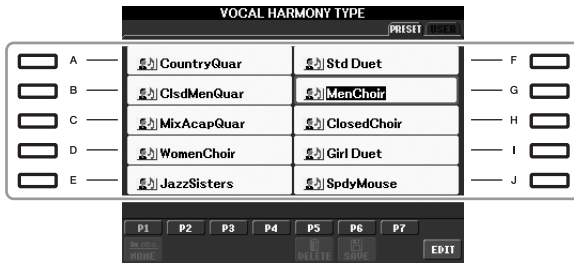 VOCAL HARMONY TYPE
PRESET USER
A CountryQuar Std Duet F
B ClsdMenQuar MenChoir G
C MixAcapQuar ClosedChoir H
D WomenChoir Girl Duet I
E JazzSisters SpdyMouse J
P1 P2 P3 P4 P5 P6 P7
NAME DELETE SAVE EDIT